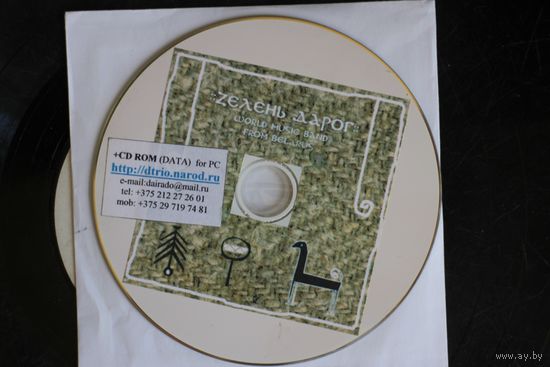 ::ZЕЛЕНЬ ДАРОГ::
WORLD MUSIC BAND
FROM BELARUS
+CD ROM (DATA) for PC
http://dtrio.narod.ru
e-mail:dairado@mail.ru
tel: +375 212 27 26 01
mob: +375 29 719 74 81
www.ay.by